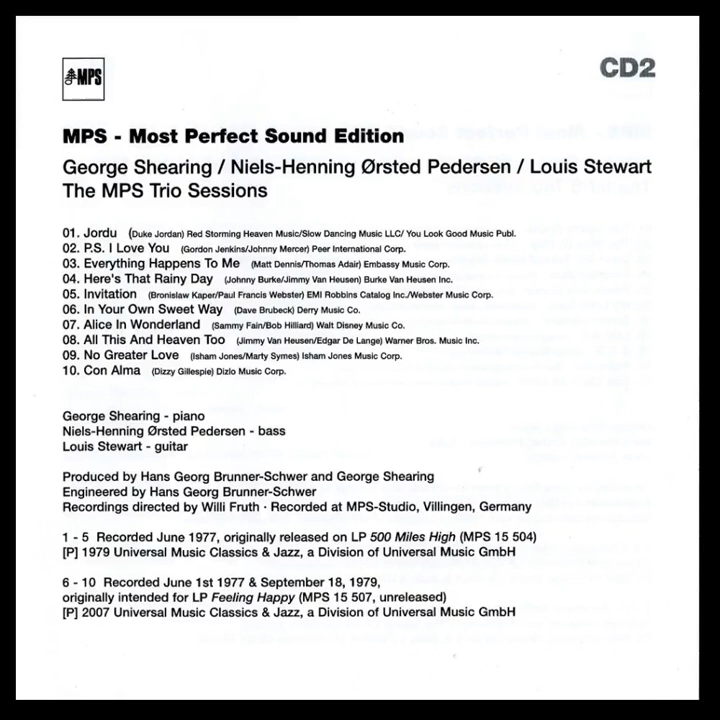 MPS
CD2
MPS - Most Perfect Sound Edition
George Shearing / Niels-Henning Ørsted Pedersen / Louis Stewart
The MPS Trio Sessions
01. Jordu (Duke Jordan) Red Storming Heaven Music/Slow Dancing Music LLC/ You Look Good Music Publ.
02. P.S. I Love You (Gordon Jenkins/Johnny Mercer) Peer International Corp.
03. Everything Happens To Me (Matt Dennis/Thomas Adair) Embassy Music Corp.
04. Here's That Rainy Day (Johnny Burke/Jimmy Van Heusen) Burke Van Heusen Inc.
05. Invitation (Bronislaw Kaper/Paul Francis Webster) EMI Robbins Catalog Inc./Webster Music Corp.
06. In Your Own Sweet Way (Dave Brubeck) Derry Music Co.
07. Alice In Wonderland (Sammy Fain/Bob Hilliard) Walt Disney Music Co.
08. All This And Heaven Too (Jimmy Van Heusen/Edgar De Lange) Warner Bros. Music Inc.
09. No Greater Love (Isham Jones/Marty Symes) Isham Jones Music Corp.
10. Con Alma (Dizzy Gillespie) Dizlo Music Corp.
George Shearing - piano
Niels-Henning Ørsted Pedersen - bass
Louis Stewart - guitar
Produced by Hans Georg Brunner-Schwer and George Shearing
Engineered by Hans Georg Brunner-Schwer
Recordings directed by Willi Fruth · Recorded at MPS-Studio, Villingen, Germany
1 - 5 Recorded June 1977, originally released on LP 500 Miles High (MPS 15 504)
[P] 1979 Universal Music Classics & Jazz, a Division of Universal Music GmbH
6 - 10 Recorded June 1st 1977 & September 18, 1979,
originally intended for LP Feeling Happy (MPS 15 507, unreleased)
[P] 2007 Universal Music Classics & Jazz, a Division of Universal Music GmbH